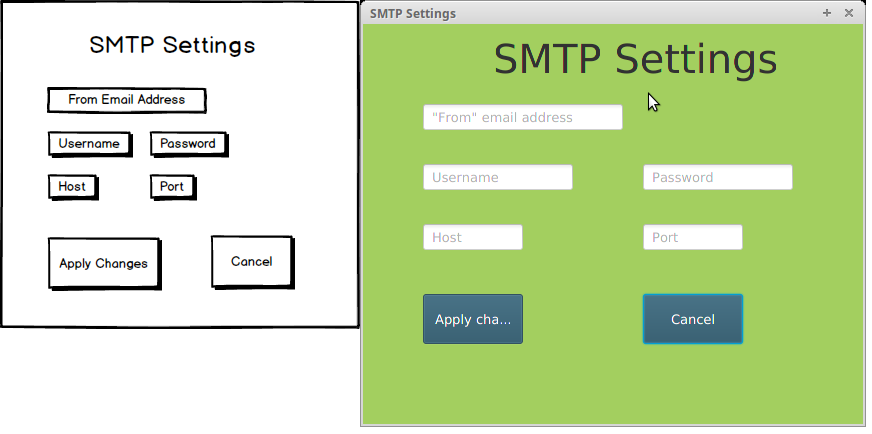 SMTP Settings
From Email Address
Username Password
Host Port
Apply Changes Cancel
SMTP Settings
SMTP Settings
"From" email address
Username Password
Host Port
Apply cha... Cancel